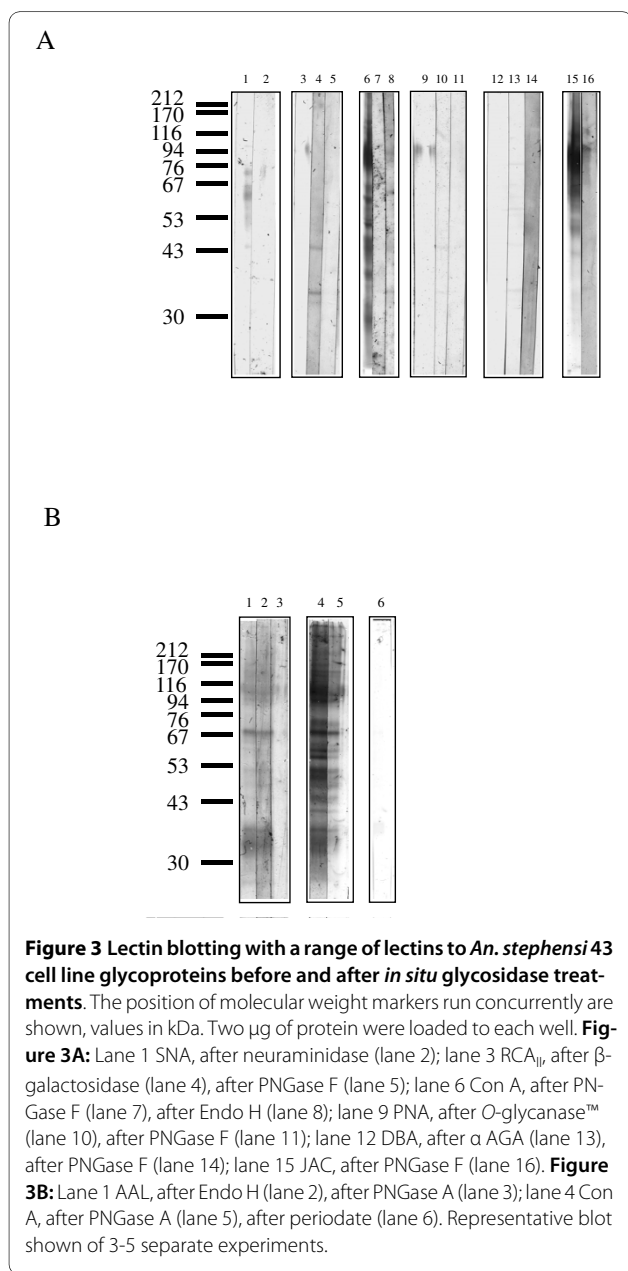 A
1 2 3 4 5 6 7 8 9 10 11 12 13 14 15 16
212
170
116
94
76
67
53
43
30
B
1 2 3 4 5 6
212
170
116
94
76
67
53
43
30
Figure 3 Lectin blotting with a range of lectins to An. stephensi 43
cell line glycoproteins before and after in situ glycosidase treat-
ments. The position of molecular weight markers run concurrently are
shown, values in kDa. Two μg of protein were loaded to each well. Fig-
ure 3A: Lane 1 SNA, after neuraminidase (lane 2); lane 3 RCA||, after β-
galactosidase (lane 4), after PNGase F (lane 5); lane 6 Con A, after PN-
Gase F (lane 7), after Endo H (lane 8); lane 9 PNA, after O-glycanase™
(lane 10), after PNGase F (lane 11); lane 12 DBA, after α AGA (lane 13),
after PNGase F (lane 14); lane 15 JAC, after PNGase F (lane 16). Figure
3B: Lane 1 AAL, after Endo H (lane 2), after PNGase A (lane 3); lane 4 Con
A, after PNGase A (lane 5), after periodate (lane 6). Representative blot
shown of 3-5 separate experiments.